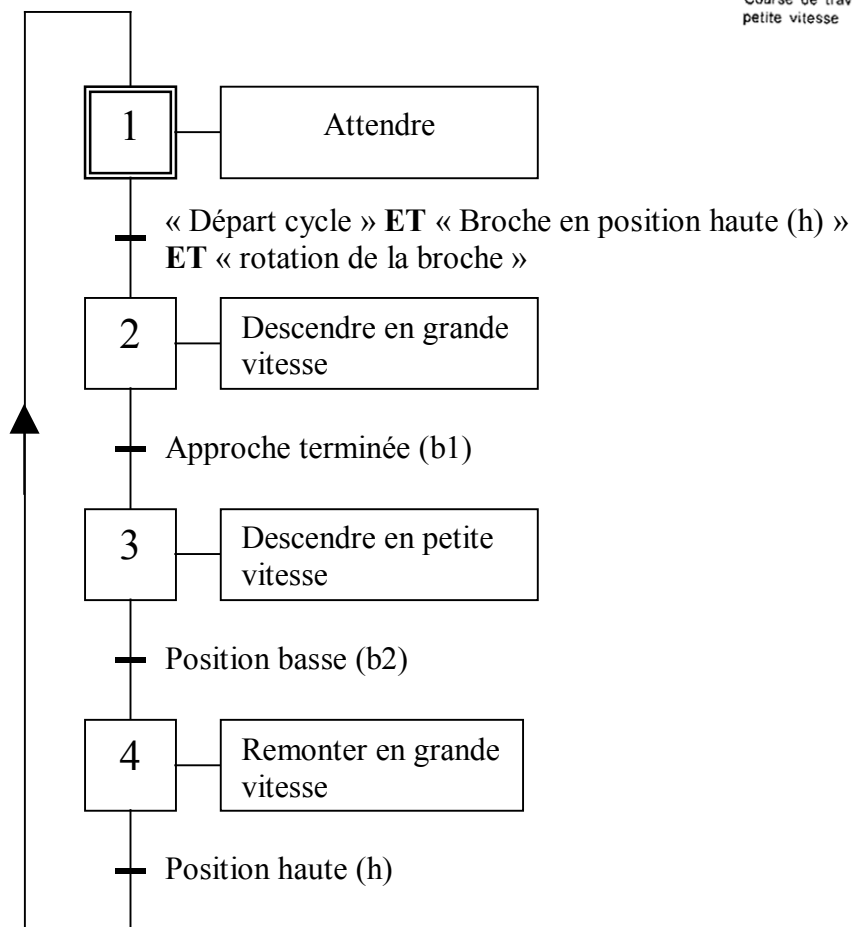 petite vitesse
1
Attendre
« Départ cycle » ET « Broche en position haute (h) »
ET « rotation de la broche »
2
Descendre en grande
vitesse
Approche terminée (b1)
3
Descendre en petite
vitesse
Position basse (b2)
4
Remonter en grande
vitesse
Position haute (h)